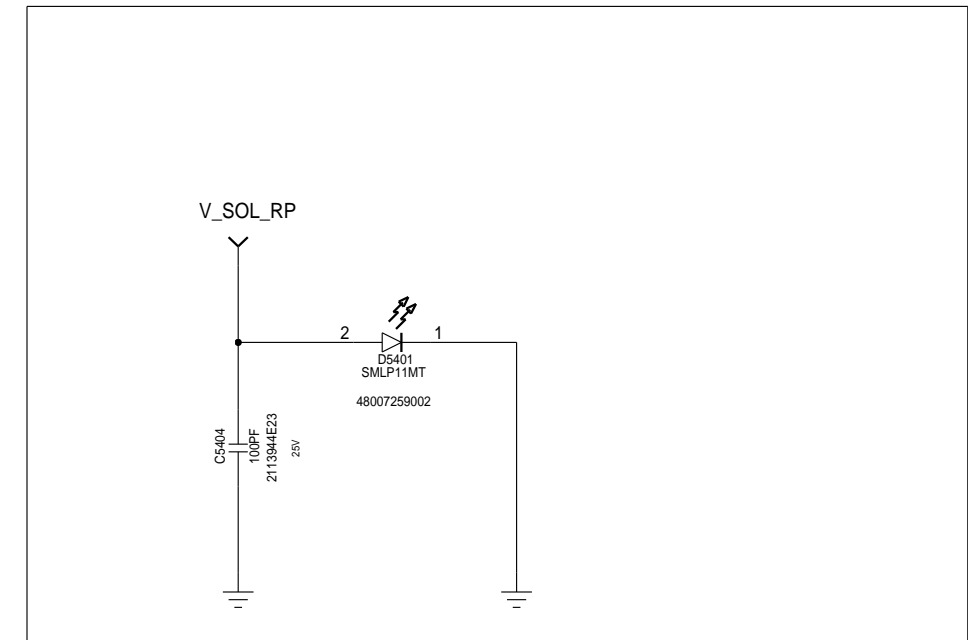 V_SOL_RP
2
1
D5401
SMLP11MT
48007259002
C5404
100PF
2113944E23
25V